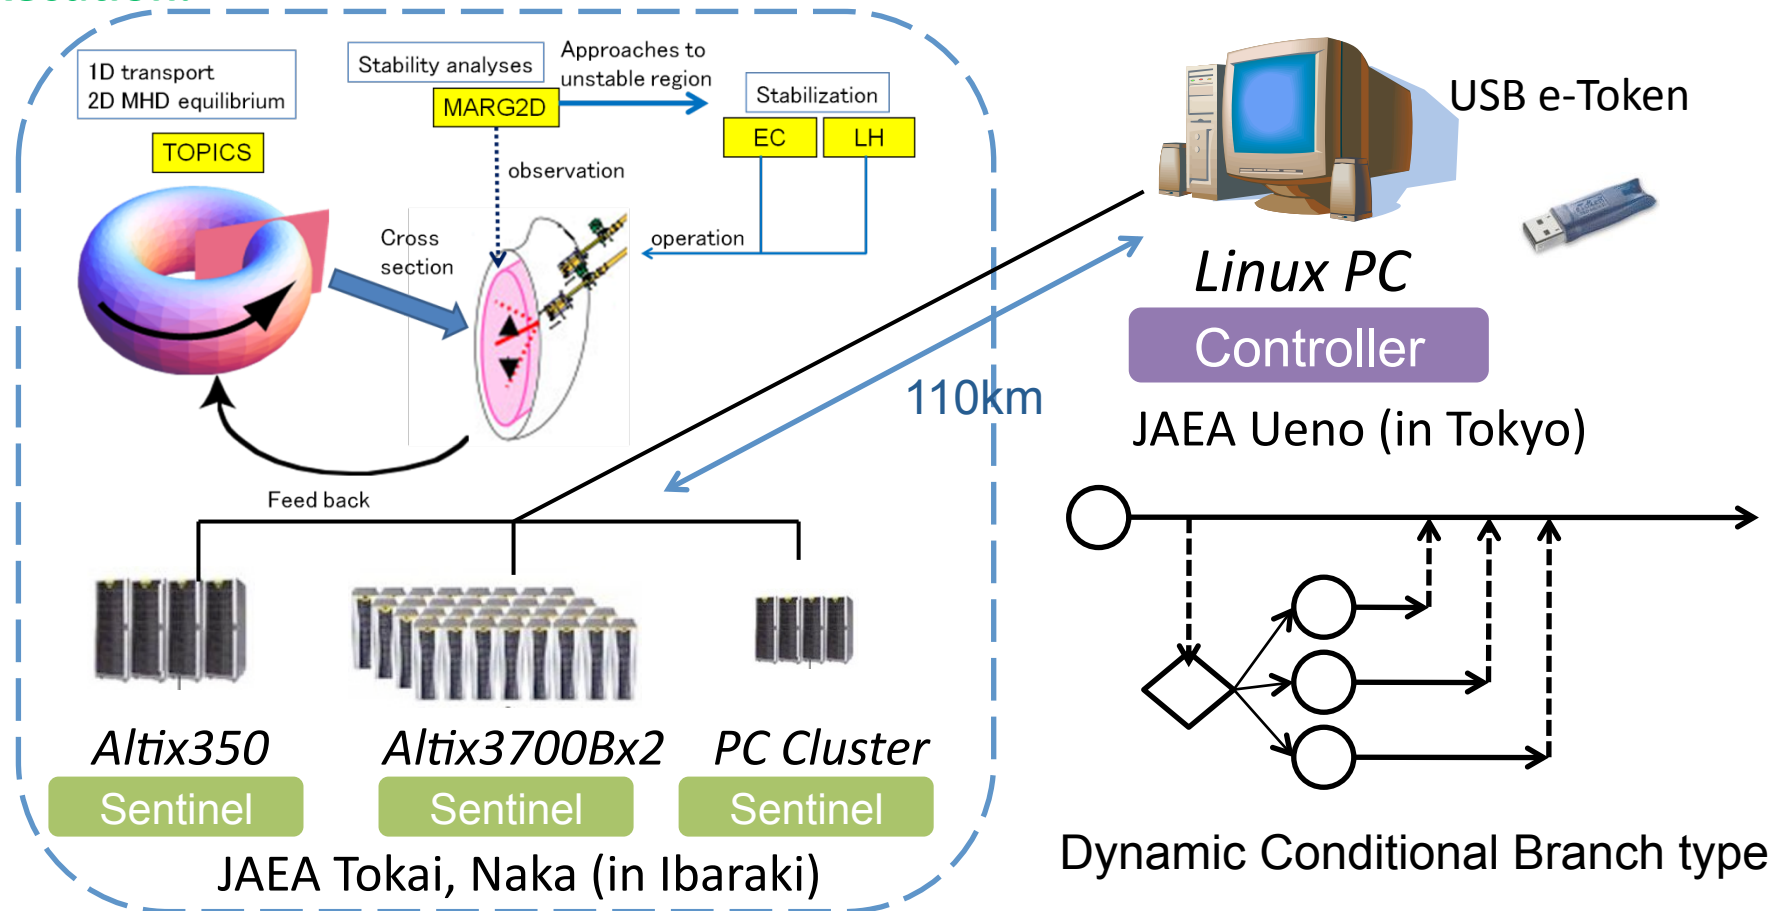 1D transport
2D MHD equilibrium
TOPICS
Stability analyses
MARG2D
Approaches to
unstable region
Stabilization
EC
LH
observation
Cross
section
operation
Feed back
USB e-Token
Linux PC
Controller
110km
JAEA Ueno (in Tokyo)
Altix350
Altix3700Bx2
PC Cluster
Sentinel
Sentinel
Sentinel
JAEA Tokai, Naka (in Ibaraki)
Dynamic Conditional Branch type